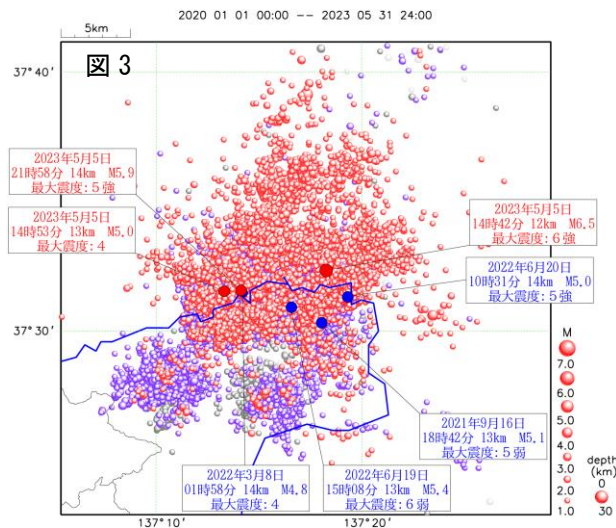 2020 01 01 00:00 -- 2023 05 31 24:00
5km
37°40'
図3
2023年5月5日
21時58分 14km M5.9
最大震度:5強
2023年5月5日
14時53分 13km M5.0
最大震度:4
2023年5月5日
14時42分 12km M6.5
最大震度:6強
2022年6月20日
10時31分 14km M5.0
最大震度:5強
37°30'
2021年9月16日
18時42分 13km M5.1
最大震度:5弱
2022年3月8日
01時58分 14km M4.8
最大震度:4
2022年6月19日
15時08分 13km M5.4
最大震度:6弱
M
7.0
6.0
5.0
4.0
3.0
2.0
1.0
depth
(km)
0
30
137°10'
137°20'